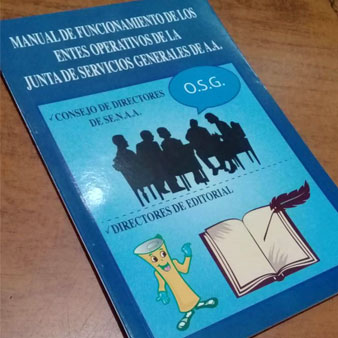 MANUAL DE FUNCIONAMIENTO DE LOS
ENTES OPERATIVOS DE LA
JUNTA DE SERVICIOS GENERALES DE A.A.
O.S.G.
✓CONSEJO DE DIRECTORES
DE SE.N.A.A.
✓DIRECTORES DE EDITORIAL